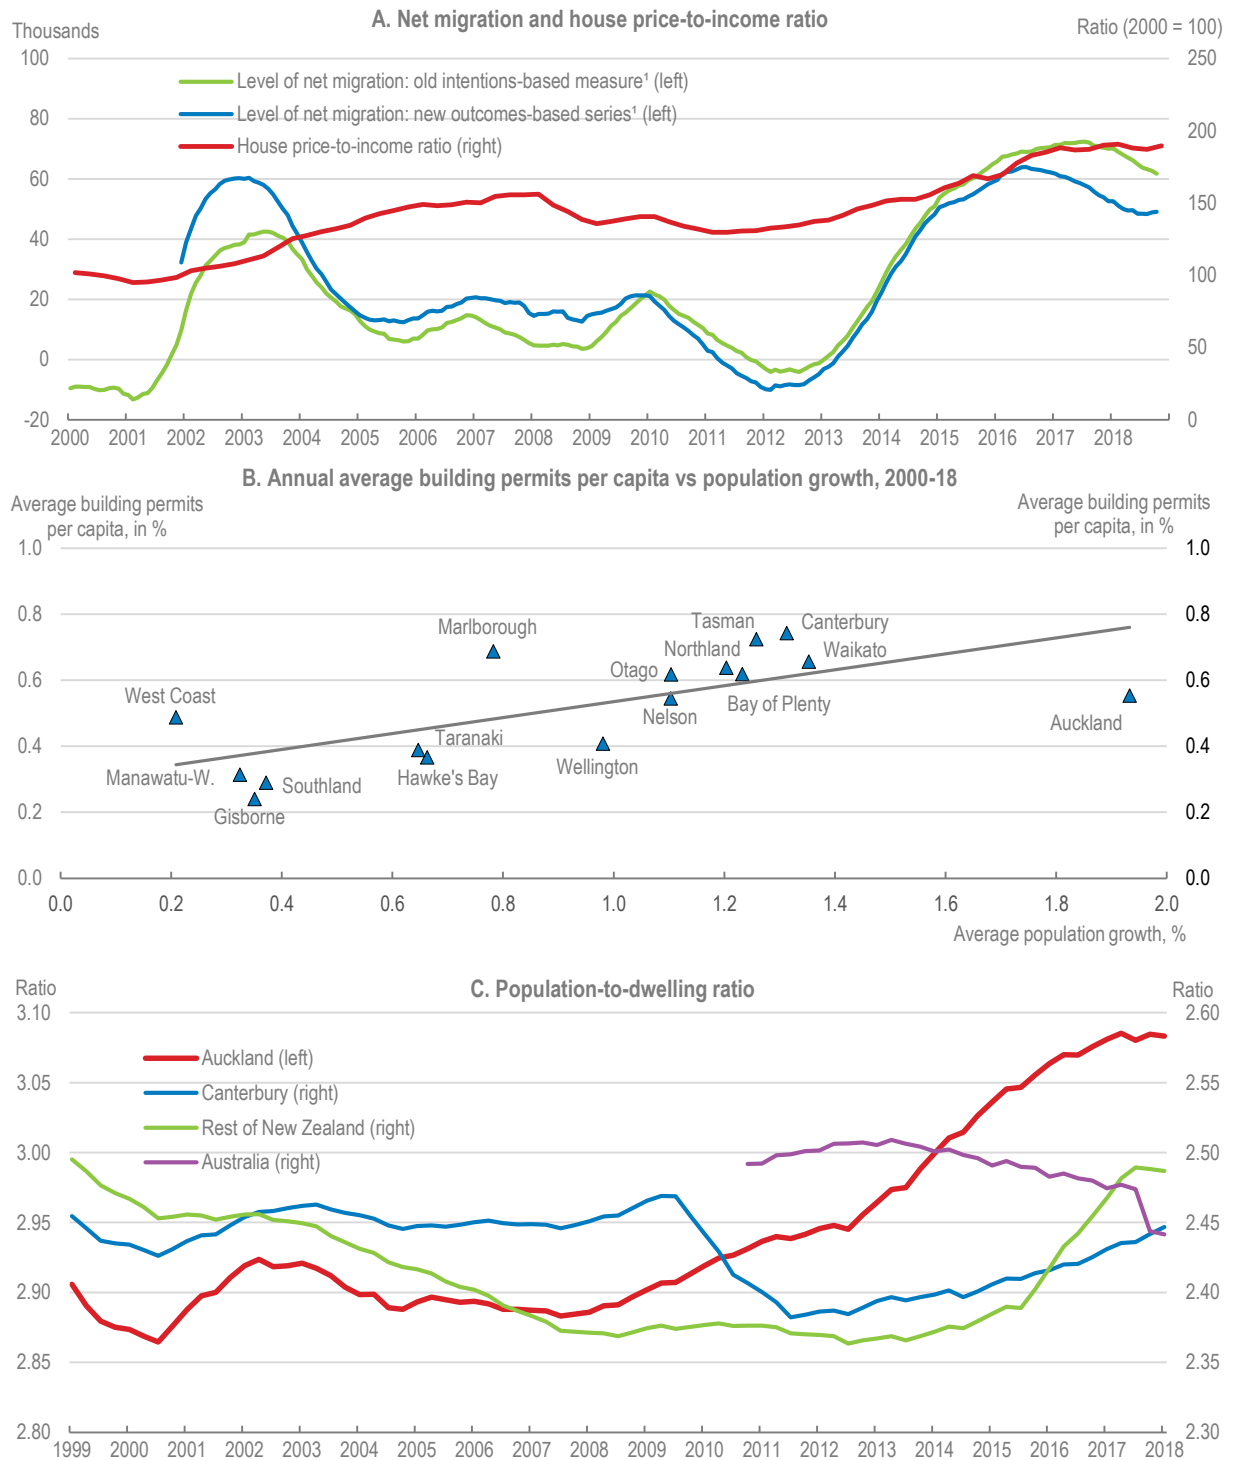 A. Net migration and house price-to-income ratio
Thousands
Ratio (2000 = 100)
100
250
Level of net migration: old intentions-based measure¹ (left)
80
Level of net migration: new outcomes-based series¹ (left)
200
House price-to-income ratio (right)
60
150
40
100
20
0
50
-20
0
2000 2001 2002 2003 2004 2005 2006 2007 2008 2009 2010 2011 2012 2013 2014 2015 2016 2017 2018
B. Annual average building permits per capita vs population growth, 2000-18
Average building permits
per capita, in %
Average building permits
per capita, in %
1.0 1.0
0.8 0.8
Tasman Canterbury
Marlborough
Northland Waikato
Otago
0.6 0.6
West Coast
Nelson Bay of Plenty
Auckland
Taranaki
0.4 0.4
Wellington
Manawatu-W. Southland Hawke's Bay
Gisborne
0.2 0.2
0.0 0.0
0.0 0.2 0.4 0.6 0.8 1.0 1.2 1.4 1.6 1.8 2.0
Average population growth, %
C. Population-to-dwelling ratio
Ratio Ratio
3.10 2.60
Auckland (left)
3.05 2.55
Canterbury (right)
Rest of New Zealand (right)
3.00 2.50
Australia (right)
2.95 2.45
2.90 2.40
2.85 2.35
2.80 2.30
1999 2000 2001 2002 2003 2004 2005 2006 2007 2008 2009 2010 2011 2012 2013 2014 2015 2016 2017 2018